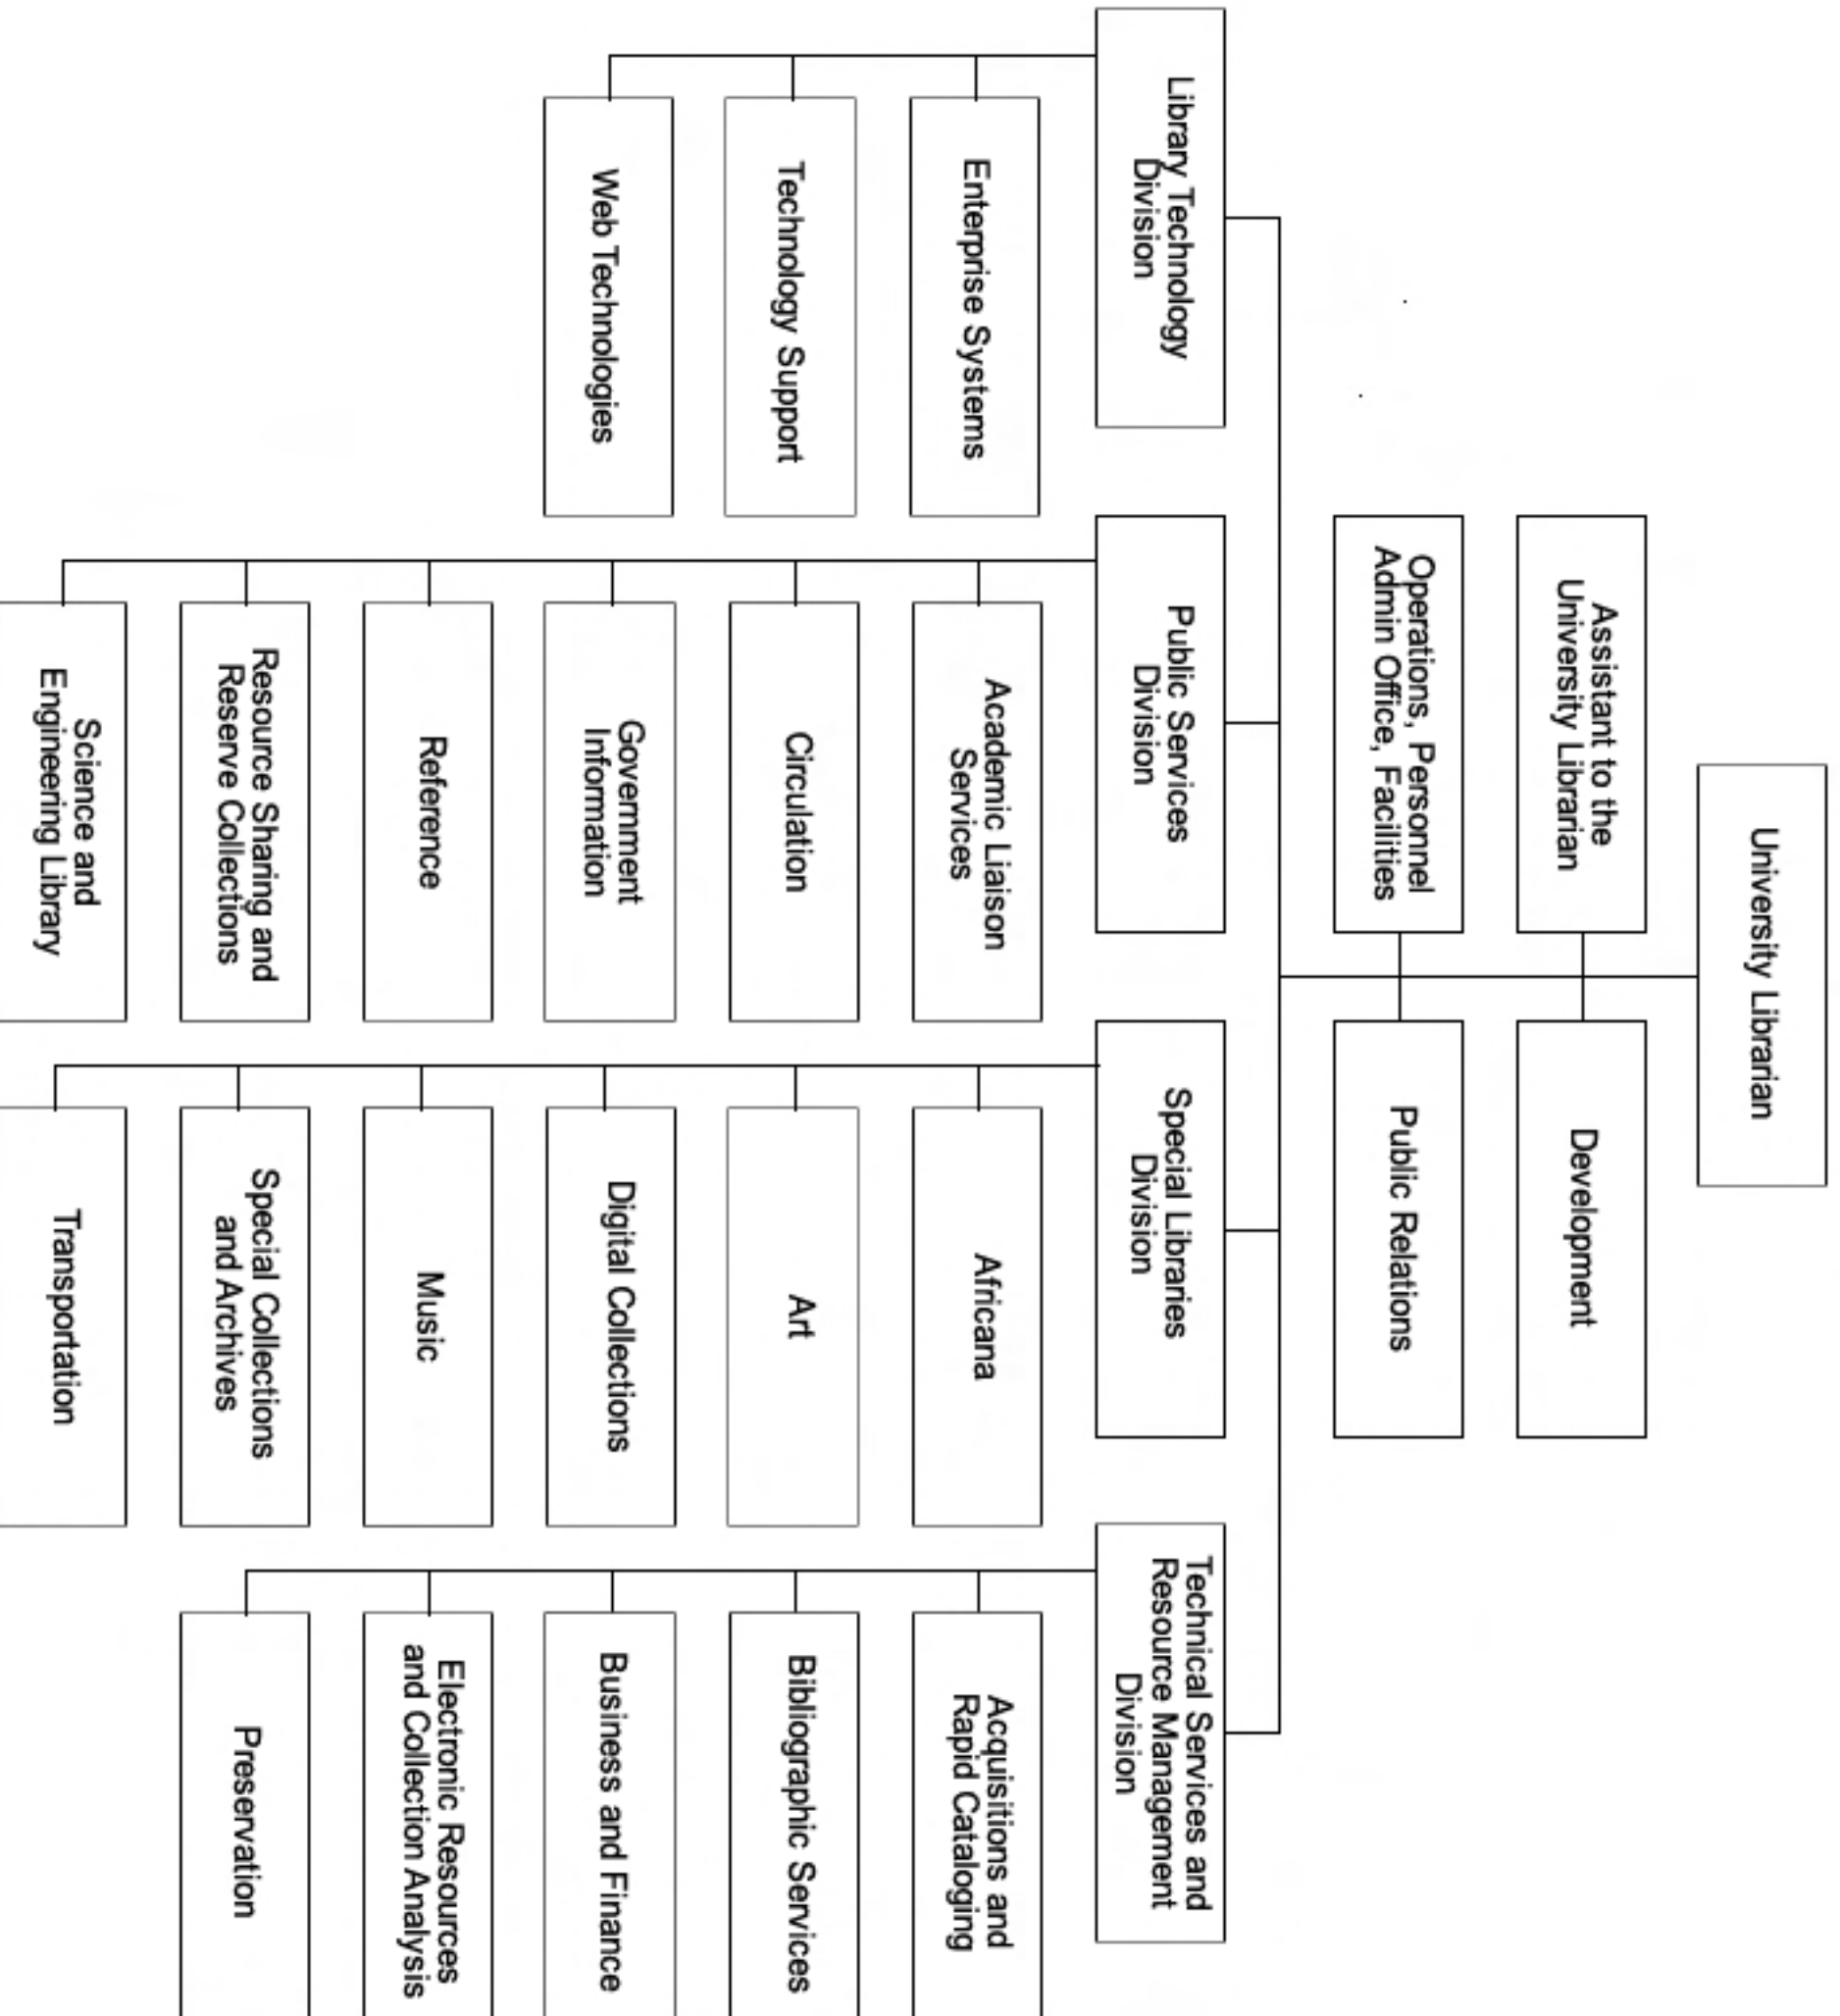 University Librarian
Assistant to the
University Librarian
Development
Operations, Personnel
Admin Office, Facilities
Public Relations
Library Technology
Division
Public Services
Division
Special Libraries
Division
Technical Services and
Resource Management
Division
Enterprise Systems
Technology Support
Web Technologies
Academic Liaison
Services
Circulation
Government
Information
Reference
Resource Sharing and
Reserve Collections
Science and
Engineering Library
Africana
Art
Digital Collections
Music
Special Collections
and Archives
Transportation
Acquisitions and
Rapid Cataloging
Bibliographic Services
Business and Finance
Electronic Resources
and Collection Analysis
Preservation